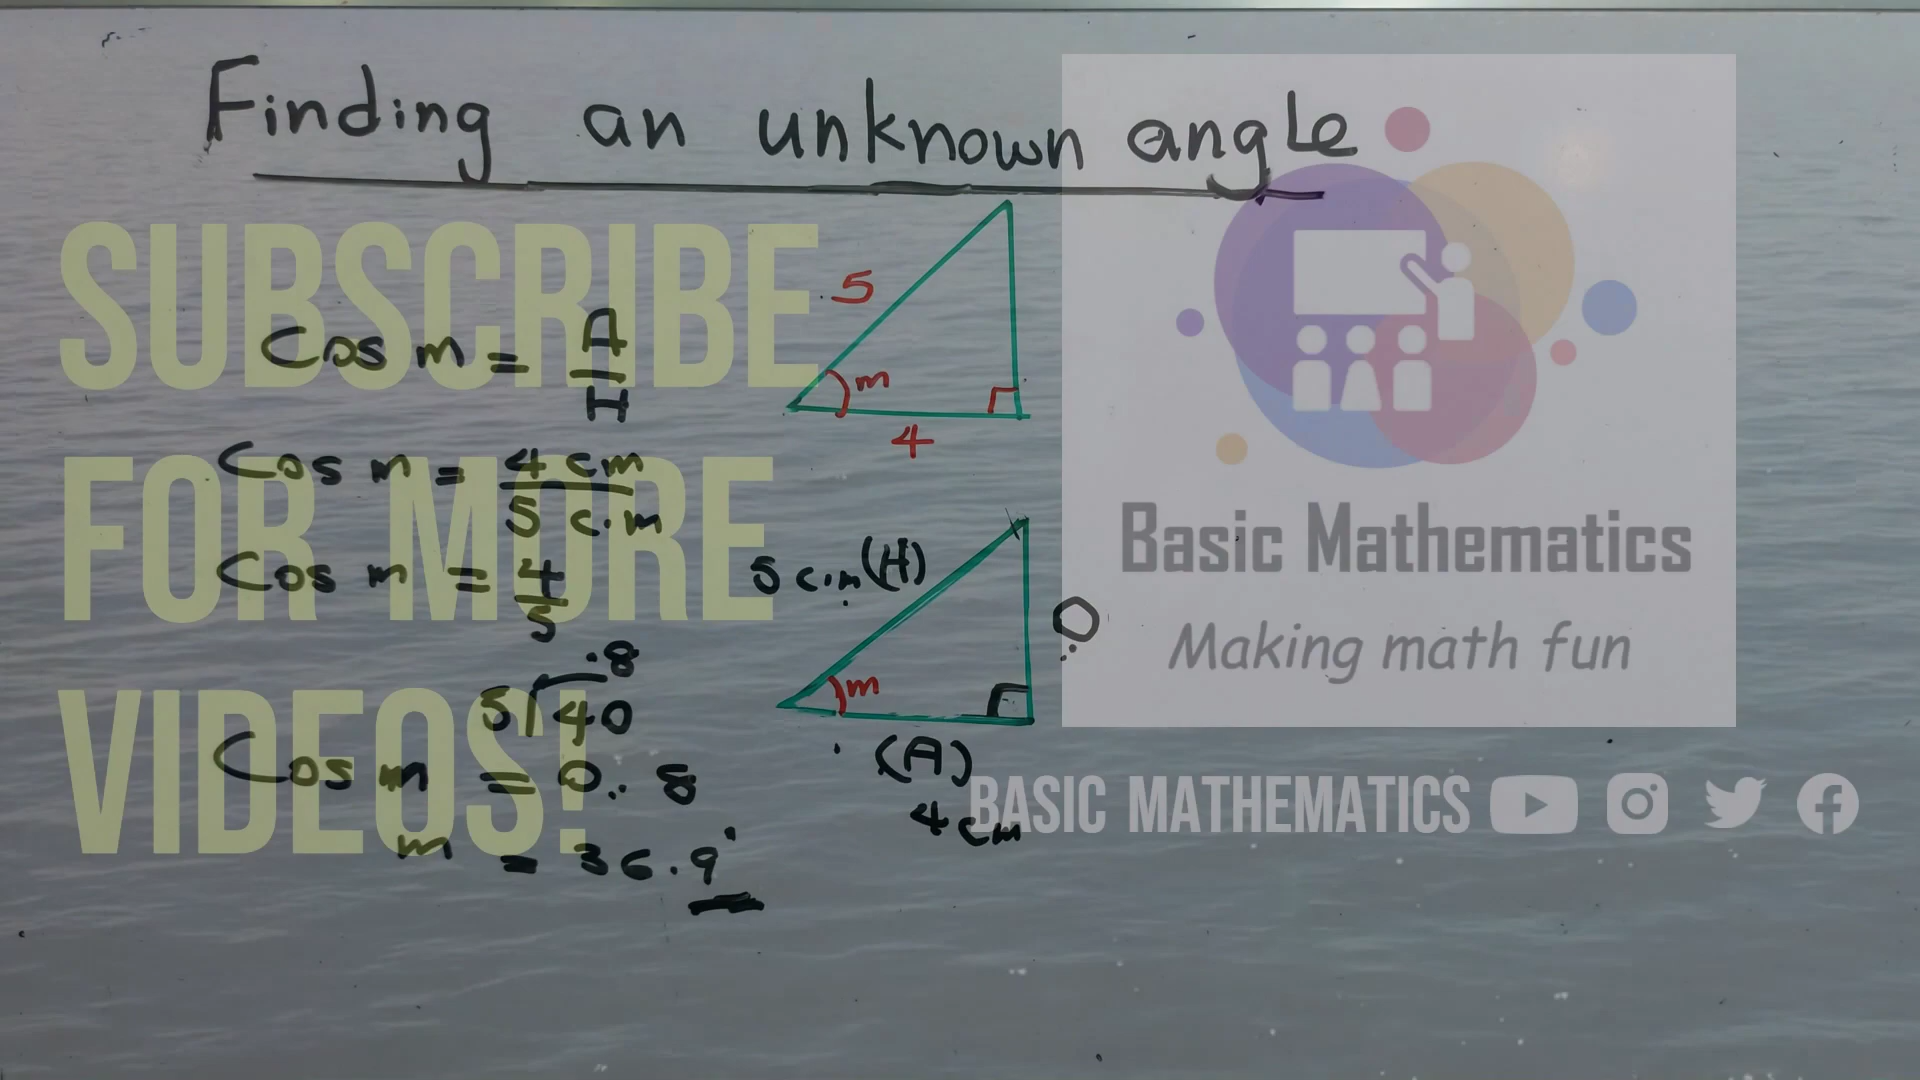 Finding an unknown angle
SUBSCRIBE
FOR MORE
VIDEOS!
Cos m = A
H
Cos m = 4 cm
5 cm
Cos m = 4
5
.8
5 40
Cos m = 0.8
m = 36.9°
5
m
4
5 cm (H)
O
m
(A)
4 cm
Basic Mathematics
Making math fun
BASIC MATHEMATICS